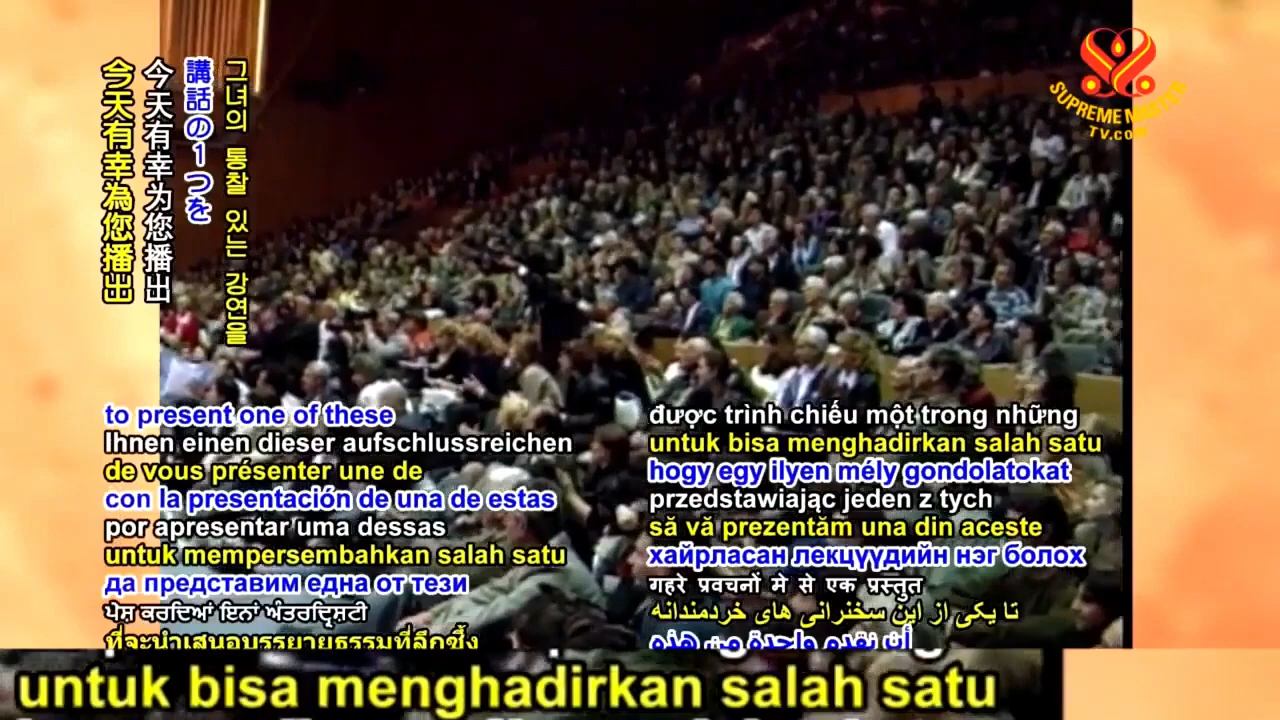 그녀의 통찰 있는 강연을
講話の1つを
今天有幸为您播出
今天有幸為您播出
SUPREME MASTER
TV.com
to present one of these
Ihnen einen dieser aufschlussreichen
de vous présenter une de
con la presentación de una de estas
por apresentar uma dessas
untuk mempersembahkan salah satu
да представим една от тези
ਪੇਸ਼ ਕਰਦਿਆਂ ਇਨਾਂ ਅੰਤਰਦ੍ਰਿਸ਼ਟੀ
ที่จะนำเสนอบรรยายธรรมที่ลึกซึ้ง
được trình chiếu một trong những
untuk bisa menghadirkan salah satu
hogy egy ilyen mély gondolatokat
przedstawiając jeden z tych
să vă prezentăm una din aceste
хайрласан лекцүүдийн нэг болох
गहरे प्रवचनों मे से एक प्रस्तुत
تا یکی از این سخنرانی های خردمندانه
أن نقدم واحدة من هذه
untuk bisa menghadirkan salah satu